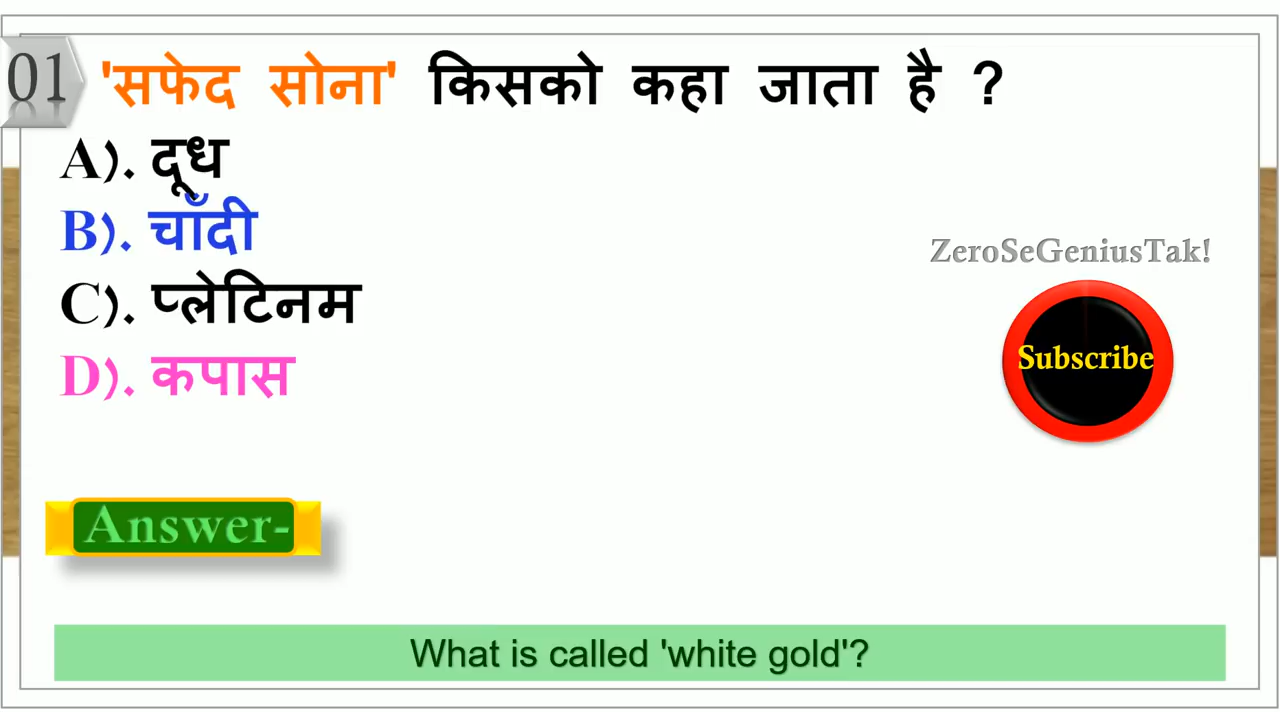 01 'सफेद सोना' किसको कहा जाता है ?
A). दूध
B). चाँदी
C). प्लेटिनम
D). कपास
ZeroSeGeniusTak!
Subscribe
Answer-
What is called 'white gold'?